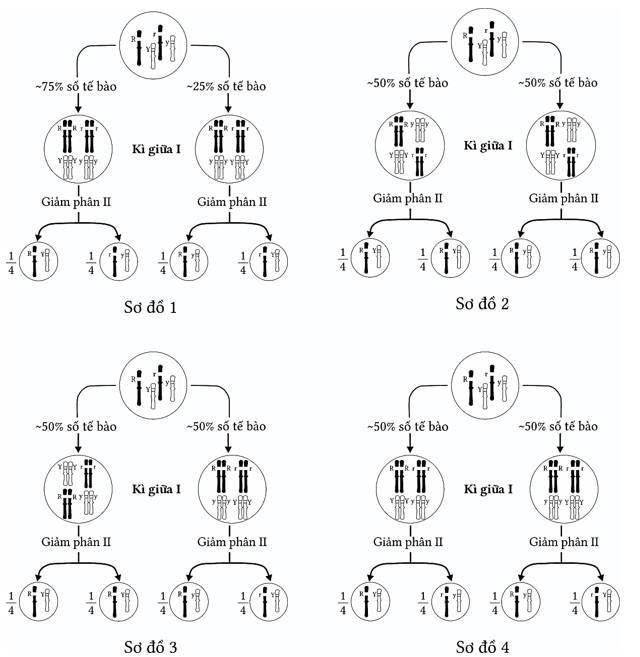 R r
Y y
~75% số tế bào ~25% số tế bào
R R r r R R r r
Kì giữa I
Y Y y y y y Y Y
Giảm phân II Giảm phân II
1/4 R Y 1/4 r y 1/4 R y 1/4 r Y
Sơ đồ 1
R r
Y y
~50% số tế bào ~50% số tế bào
R R y y R R y y
Kì giữa I
Y Y r r Y Y r r
Giảm phân II Giảm phân II
1/4 R Y 1/4 R Y 1/4 R y 1/4 R y
Sơ đồ 2
R r
Y y
~50% số tế bào ~50% số tế bào
Y Y r r R R r r
Kì giữa I
R R y y y y Y Y
Giảm phân II Giảm phân II
1/4 R Y 1/4 R Y 1/4 R y 1/4 r Y
Sơ đồ 3
R r
Y y
~50% số tế bào ~50% số tế bào
R R r r R R r r
Kì giữa I
Y Y y y y y Y Y
Giảm phân II Giảm phân II
1/4 R Y 1/4 r y 1/4 R y 1/4 r Y
Sơ đồ 4